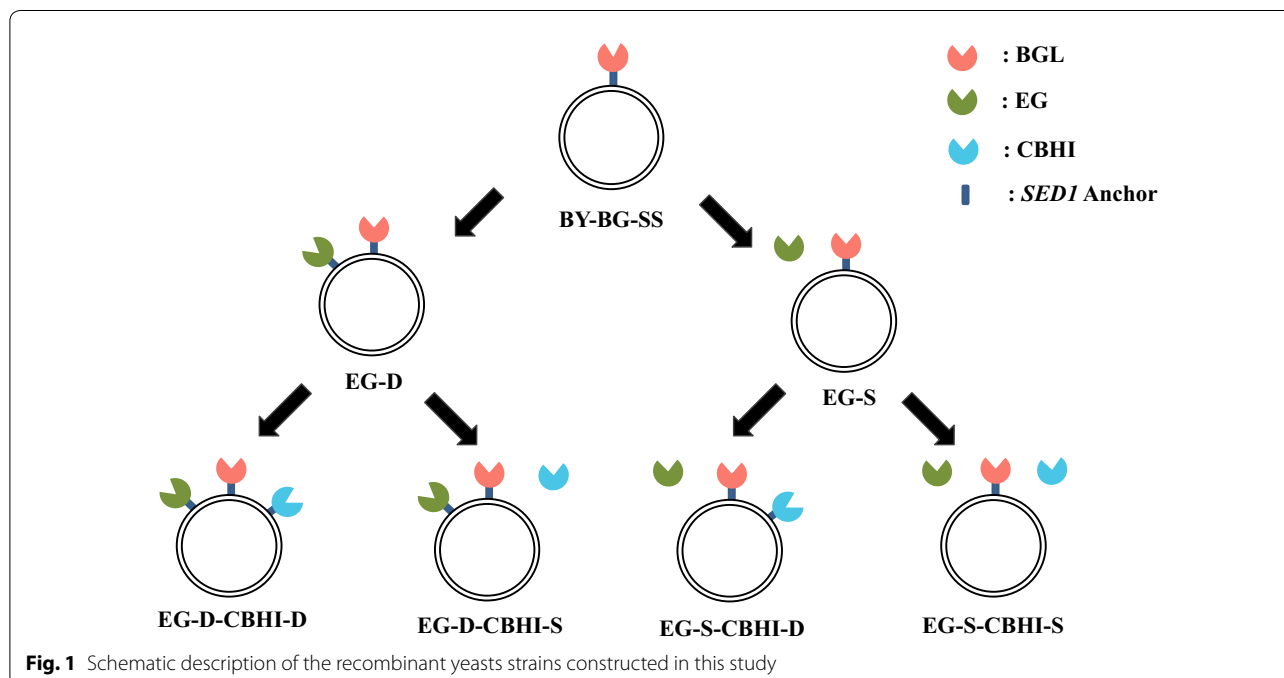 : BGL
: EG
: CBHI
: SED1 Anchor
BY-BG-SS
EG-D
EG-S
EG-D-CBHI-D
EG-D-CBHI-S
EG-S-CBHI-D
EG-S-CBHI-S
Fig. 1 Schematic description of the recombinant yeasts strains constructed in this study